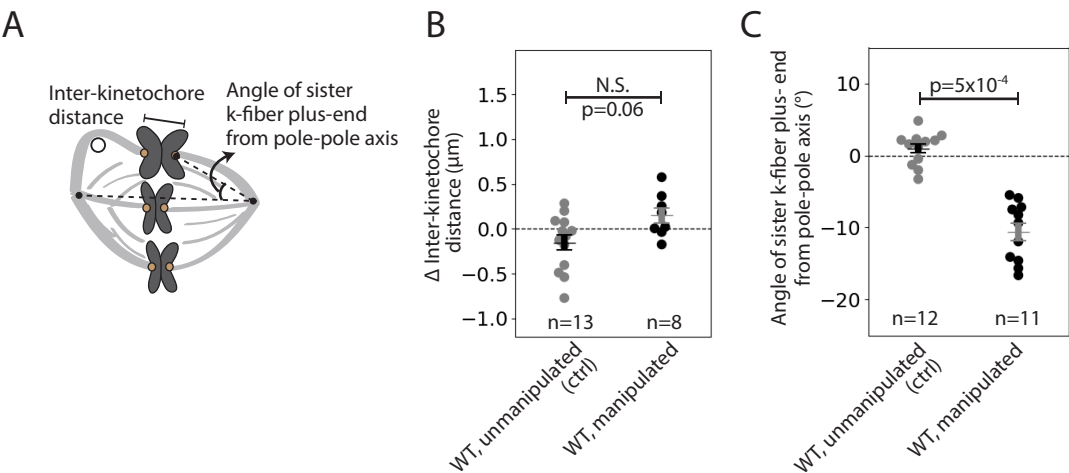 A
Inter-kinetochore
distance
Angle of sister
k-fiber plus-end
from pole-pole axis
B
Δ Inter-kinetochore
distance (μm)
1.5
1.0
0.5
0.0
−0.5
−1.0
N.S.
p=0.06
n=13
n=8
WT, unmanipulated
(ctrl)
WT, manipulated
C
Angle of sister k-fiber plus- end
from pole-pole axis (°)
10
0
−10
−20
p=5x10⁻⁴
n=12
n=11
WT, unmanipulated
(ctrl)
WT, manipulated